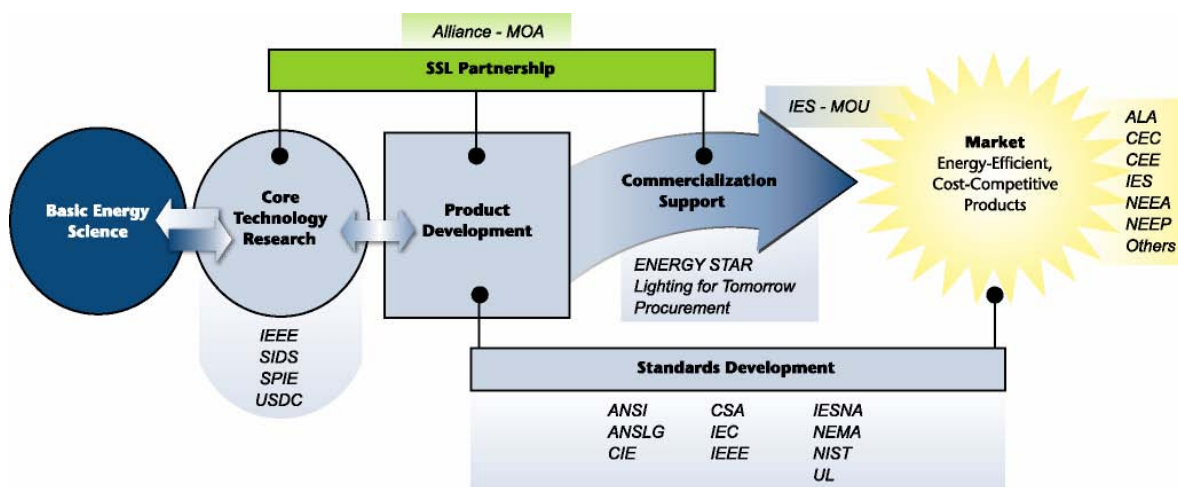 Alliance - MOA
SSL Partnership
IES - MOU
Basic Energy
Science
Core
Technology
Research
Product
Development
Commercialization
Support
Market
Energy-Efficient,
Cost-Competitive
Products
ALA
CEC
CEE
IES
NEEA
NEEP
Others
IEEE
SIDS
SPIE
USDC
ENERGY STAR
Lighting for Tomorrow
Procurement
Standards Development
ANSI
ANSLG
CIE
CSA
IEC
IEEE
IESNA
NEMA
NIST
UL